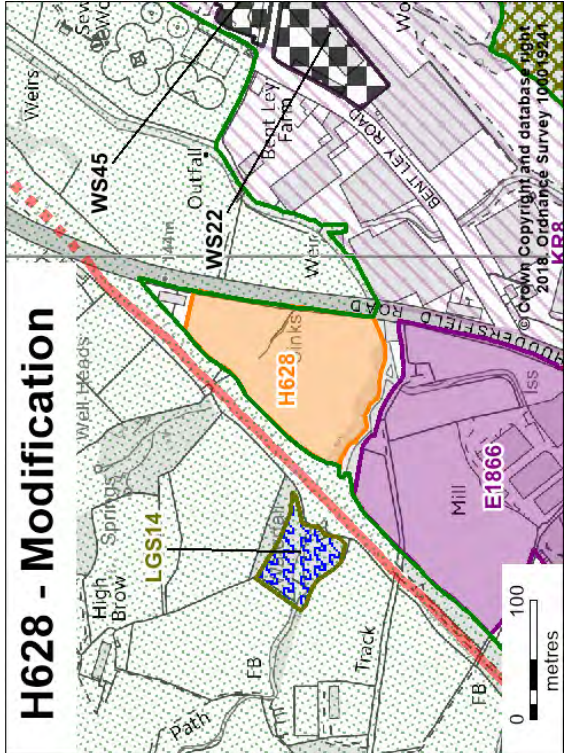 H628 - Modification
Well Heads
Springs
High
Brow
LGS14
Path
FB
Track
FB
Weirs
WS45
Outfall
44m
WS22
Weir
Bent Ley
Farm
BENT LEY ROAD
Sinks
H628
HUDDERSFIELD
ROAD
Mill
E1866
KR8
0 100
metres
© Crown Copyright and database right
2018. Ordnance Survey 100019241